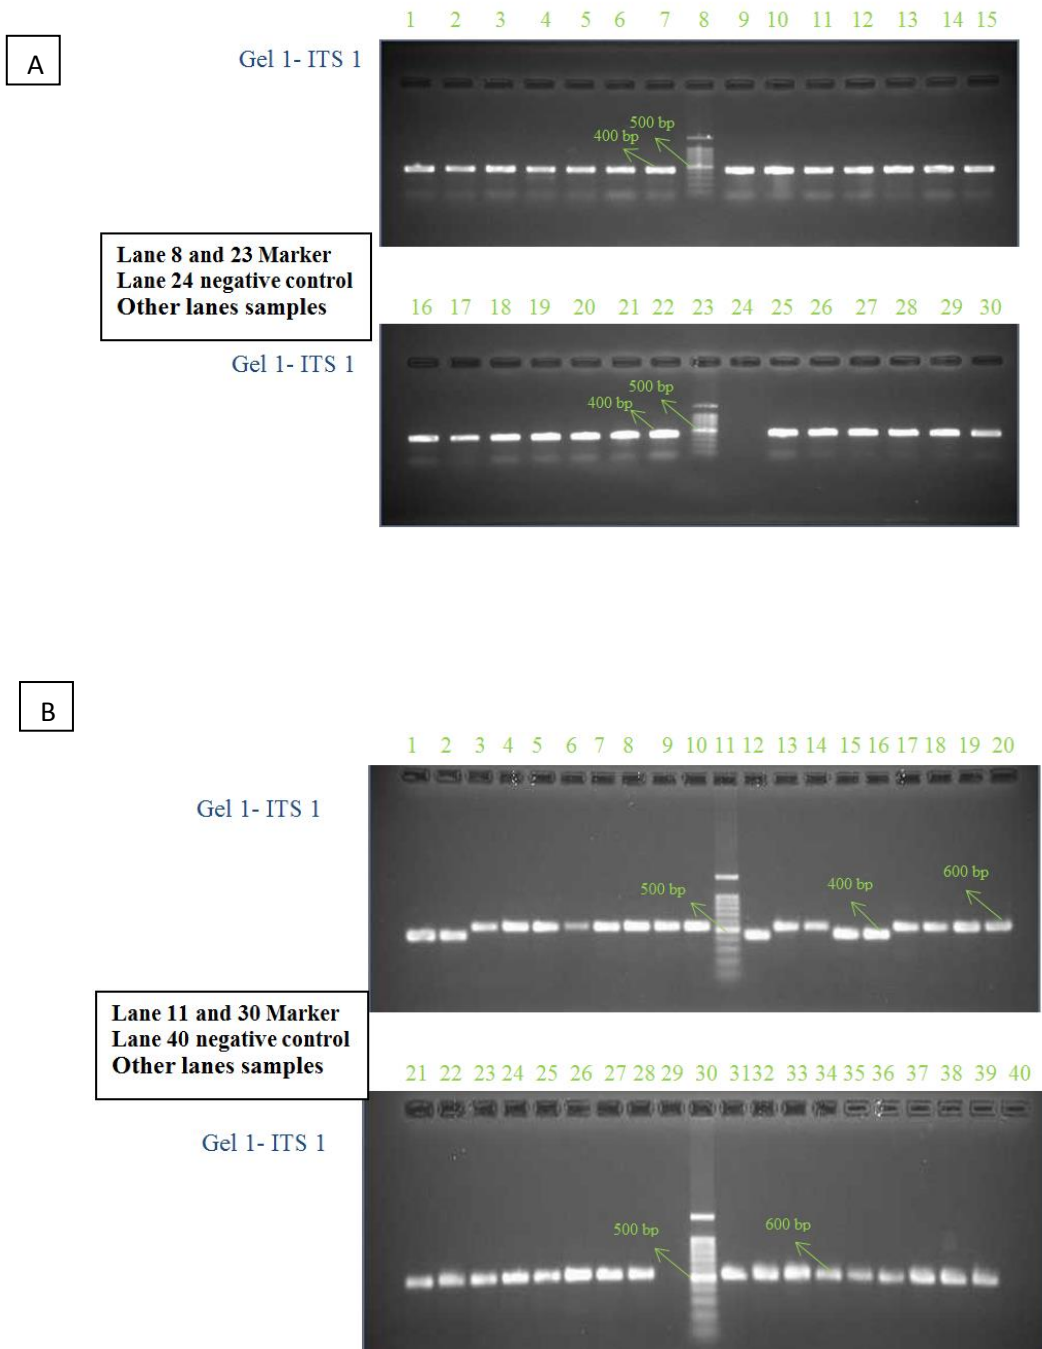 A
1 2 3 4 5 6 7 8 9 10 11 12 13 14 15
Gel 1- ITS 1
400 bp
500 bp
Lane 8 and 23 Marker
Lane 24 negative control
Other lanes samples
16 17 18 19 20 21 22 23 24 25 26 27 28 29 30
Gel 1- ITS 1
400 bp
500 bp
B
1 2 3 4 5 6 7 8 9 10 11 12 13 14 15 16 17 18 19 20
Gel 1- ITS 1
500 bp
400 bp
600 bp
Lane 11 and 30 Marker
Lane 40 negative control
Other lanes samples
21 22 23 24 25 26 27 28 29 30 3132 33 34 35 36 37 38 39 40
Gel 1- ITS 1
500 bp
600 bp